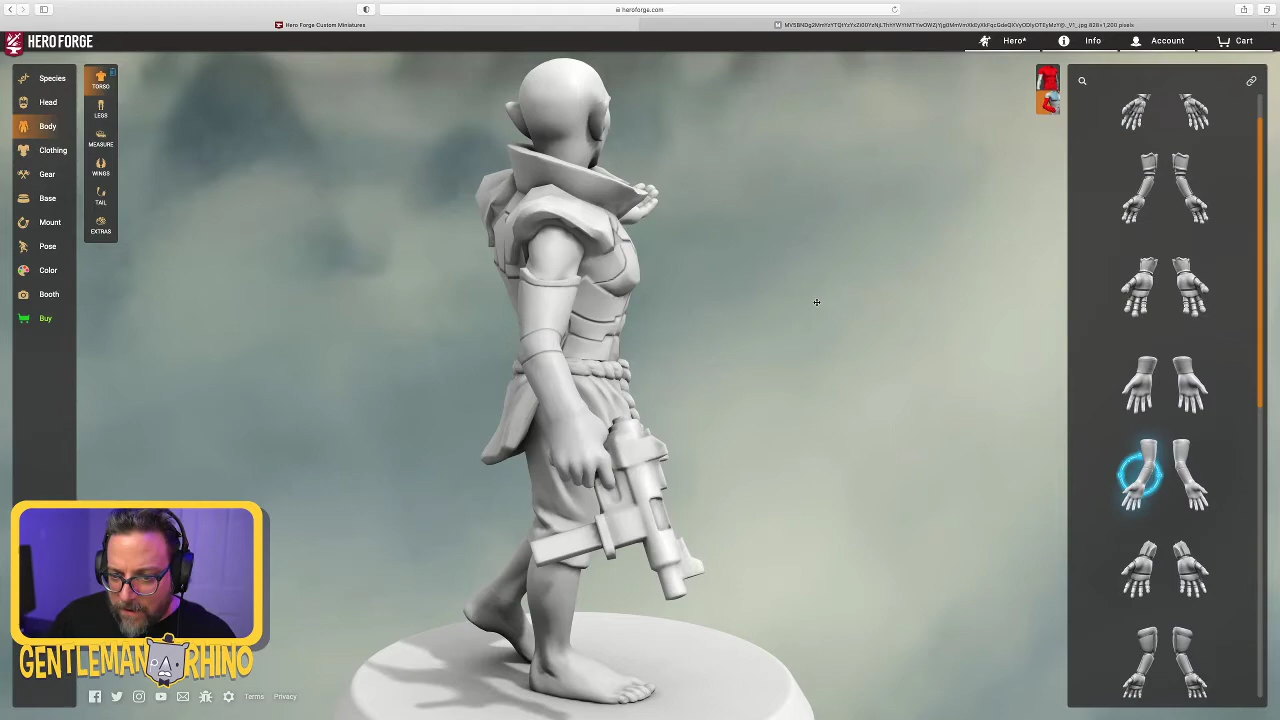 heroforge.com
Hero Forge Custom Miniatures
HERO FORGE
Hero*
Info
Account
Cart
Species
Head
Body
Clothing
Gear
Base
Mount
Pose
Color
Booth
Buy
TORSO
LEGS
MEASURE
WINGS
TAIL
EXTRAS
GENTLEMAN RHINO
Terms
Privacy